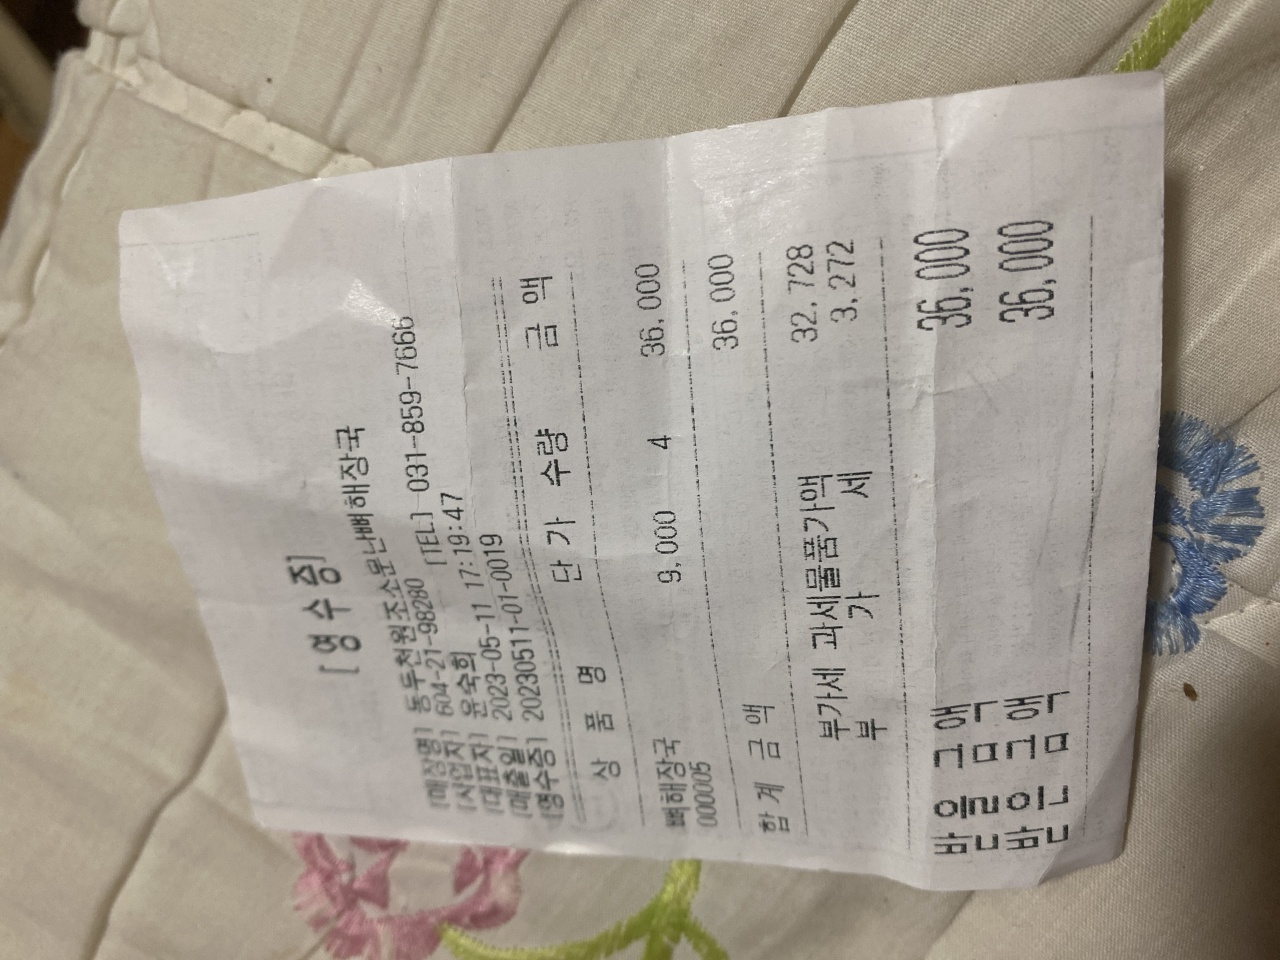 [영 수 증]
[매장명] 동두천원조소문난뼈해장국
[사업자] 604-21-98280 [TEL] 031-859-7666
[대표자] 윤숙희
[매출일] 2023-05-11 17:19:47
[영수증] 20230511-01-0019
상 품 명 단 가 수량 금 액
뼈해장국 9,000 4 36,000
000005
합 계 금 액 36,000
부가세 과세물품가액 32,728
부 가 세 3,272
받을금액 36,000
받은금액 36,000